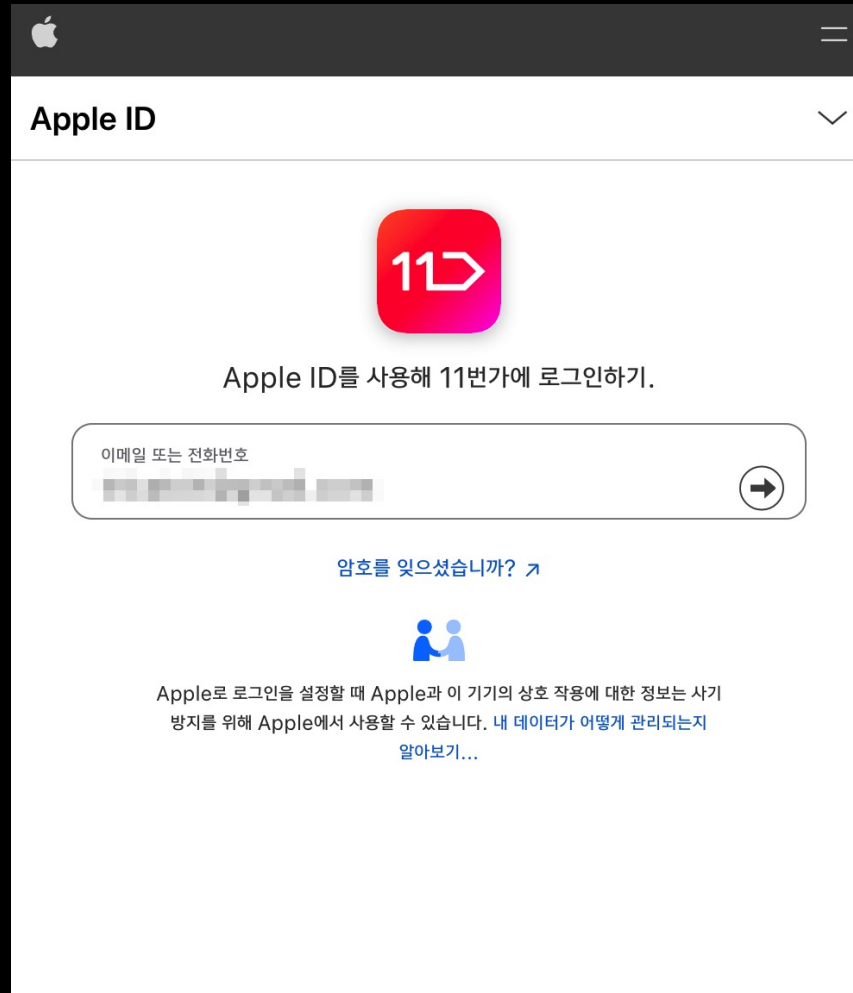 Apple ID
11
Apple ID를 사용해 11번가에 로그인하기.
이메일 또는 전화번호
암호를 잊으셨습니까? ↗
Apple로 로그인을 설정할 때 Apple과 이 기기의 상호 작용에 대한 정보는 사기
방지를 위해 Apple에서 사용할 수 있습니다. 내 데이터가 어떻게 관리되는지
알아보기...